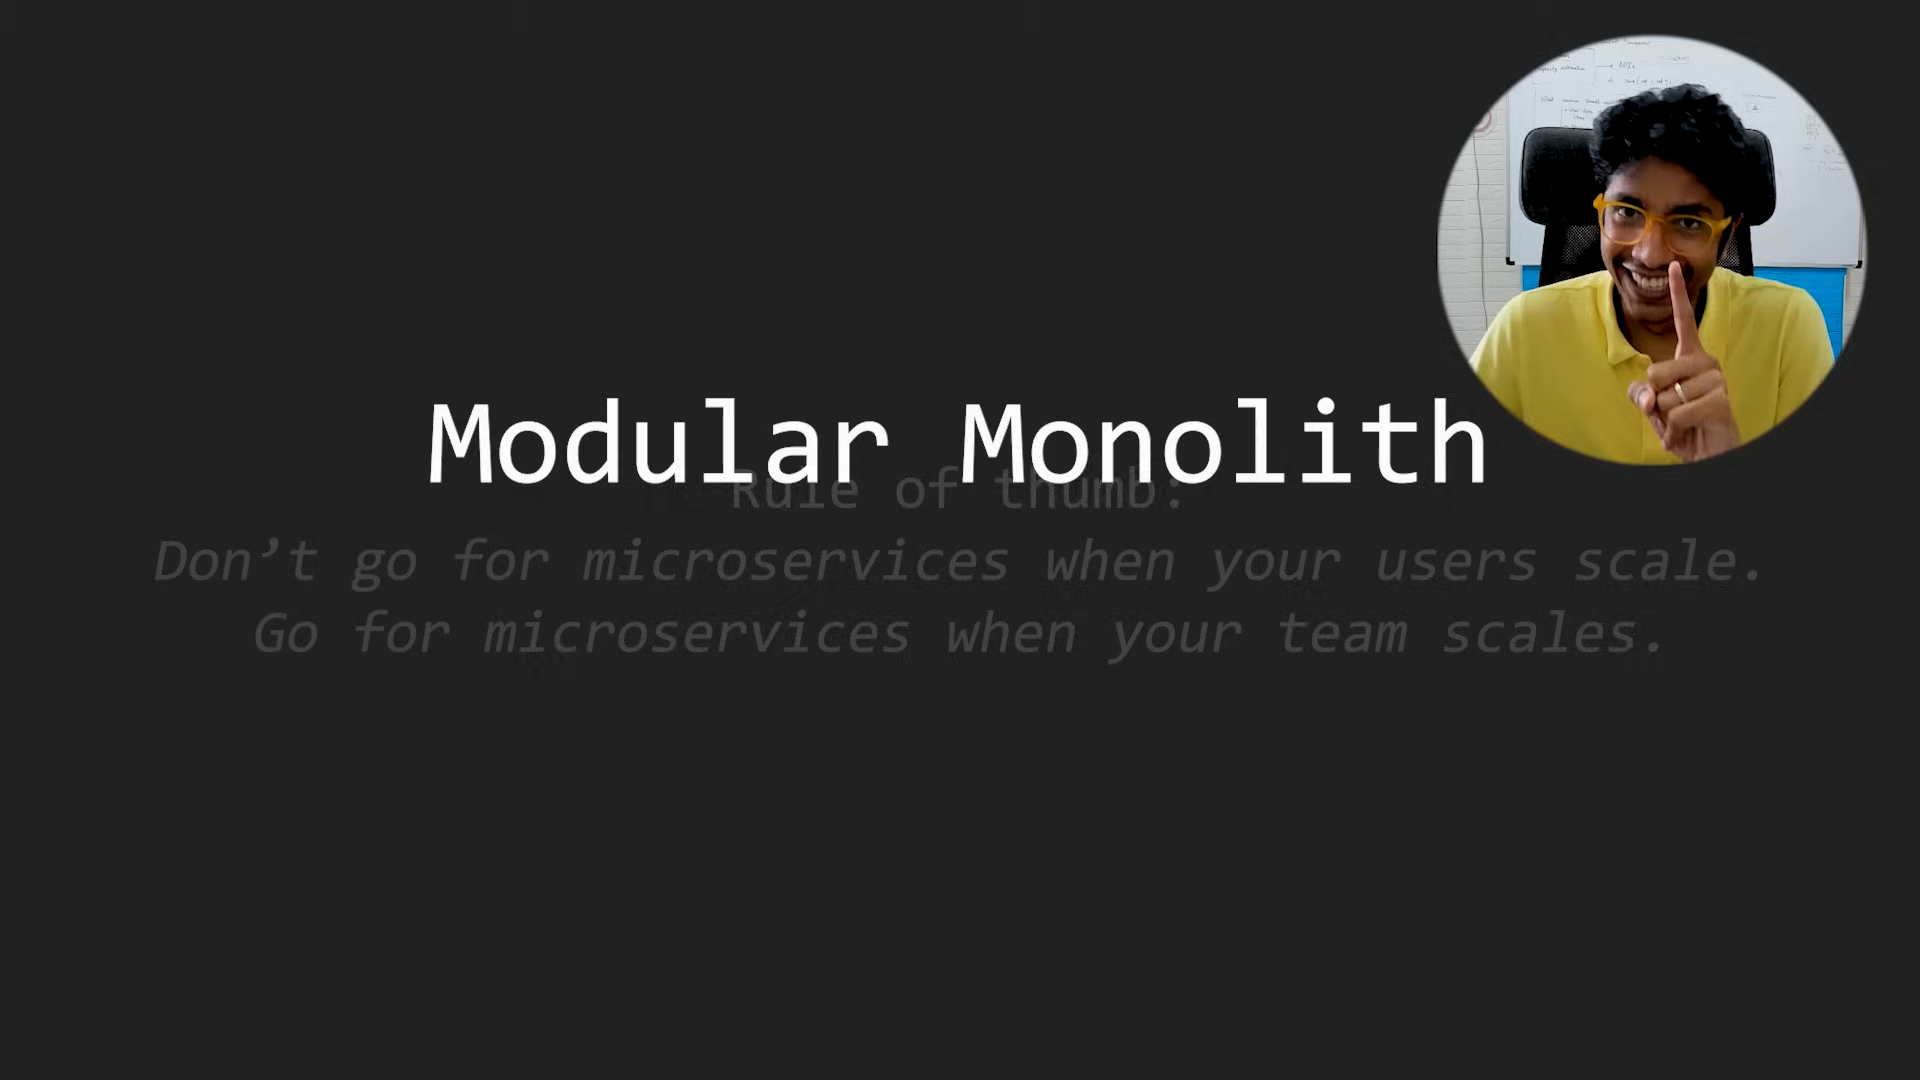 Modular Monolith
Rule of thumb:
Don’t go for microservices when your users scale.
Go for microservices when your team scales.
APIs